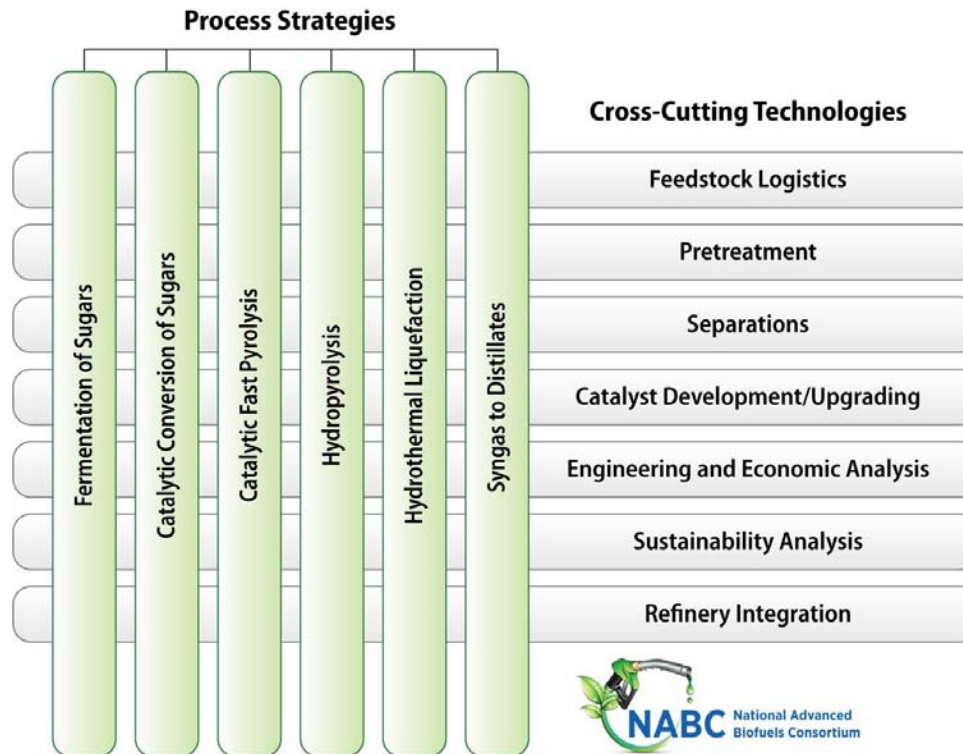 Process Strategies
Fermentation of Sugars
Catalytic Conversion of Sugars
Catalytic Fast Pyrolysis
Hydropyrolysis
Hydrothermal Liquefaction
Syngas to Distillates
Cross-Cutting Technologies
Feedstock Logistics
Pretreatment
Separations
Catalyst Development/Upgrading
Engineering and Economic Analysis
Sustainability Analysis
Refinery Integration
NABC
National Advanced
Biofuels Consortium